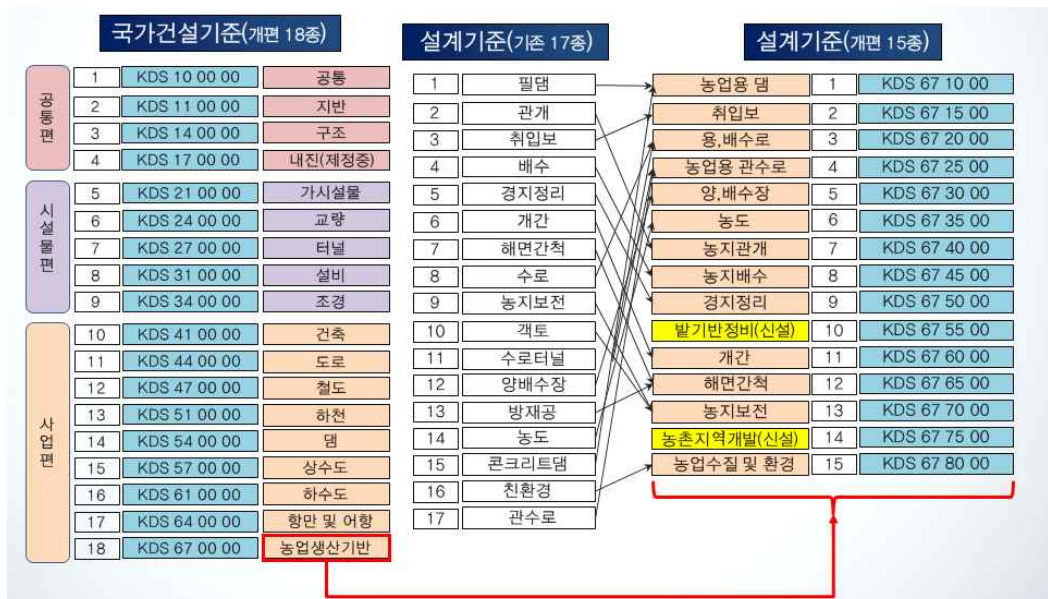 국가건설기준(개편 18종)
공통편
1 KDS 10 00 00 공통
2 KDS 11 00 00 지반
3 KDS 14 00 00 구조
4 KDS 17 00 00 내진(제정중)
시설물편
5 KDS 21 00 00 가시설물
6 KDS 24 00 00 교량
7 KDS 27 00 00 터널
8 KDS 31 00 00 설비
9 KDS 34 00 00 조경
사업편
10 KDS 41 00 00 건축
11 KDS 44 00 00 도로
12 KDS 47 00 00 철도
13 KDS 51 00 00 하천
14 KDS 54 00 00 댐
15 KDS 57 00 00 상수도
16 KDS 61 00 00 하수도
17 KDS 64 00 00 항만 및 어항
18 KDS 67 00 00 농업생산기반
설계기준(기존 17종)
1 필댐
2 관개
3 취입보
4 배수
5 경지정리
6 개간
7 해면간척
8 수로
9 농지보전
10 객토
11 수로터널
12 양배수장
13 방재공
14 농도
15 콘크리트댐
16 친환경
17 관수로
설계기준(개편 15종)
농업용 댐 1 KDS 67 10 00
취입보 2 KDS 67 15 00
용,배수로 3 KDS 67 20 00
농업용 관수로 4 KDS 67 25 00
양,배수장 5 KDS 67 30 00
농도 6 KDS 67 35 00
농지관개 7 KDS 67 40 00
농지배수 8 KDS 67 45 00
경지정리 9 KDS 67 50 00
밭기반정비(신설) 10 KDS 67 55 00
개간 11 KDS 67 60 00
해면간척 12 KDS 67 65 00
농지보전 13 KDS 67 70 00
농촌지역개발(신설) 14 KDS 67 75 00
농업수질 및 환경 15 KDS 67 80 00